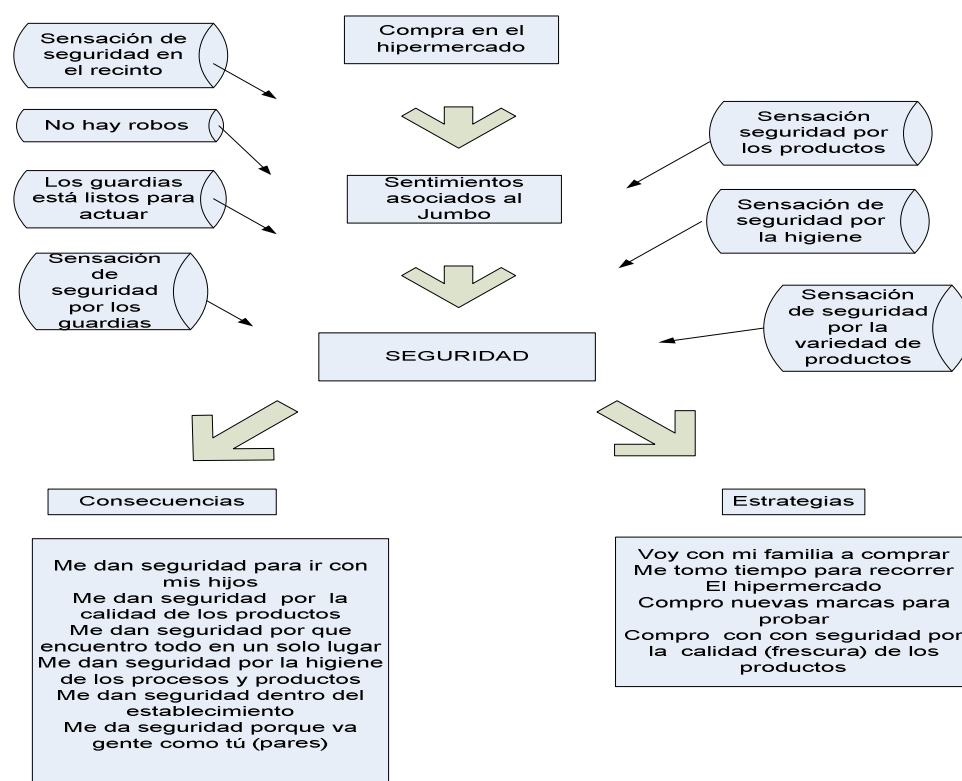 Compra en el
hipermercado
Sensación de
seguridad en
el recinto
No hay robos
Los guardias
está listos para
actuar
Sensación
de
seguridad
por los
guardias
Sentimientos
asociados al
Jumbo
Sensación
seguridad por
los productos
Sensación de
seguridad por
la higiene
Sensación
de seguridad
por la
variedad de
productos
SEGURIDAD
Consecuencias
Me dan seguridad para ir con
mis hijos
Me dan seguridad por la
calidad de los productos
Me dan seguridad por que
encuentro todo en un solo lugar
Me dan seguridad por la higiene
de los procesos y productos
Me dan seguridad dentro del
establecimiento
Me da seguridad porque va
gente como tú (pares)
Estrategias
Voy con mi familia a comprar
Me tomo tiempo para recorrer
El hipermercado
Compro nuevas marcas para
probar
Compro con con seguridad por
la calidad (frescura) de los
productos